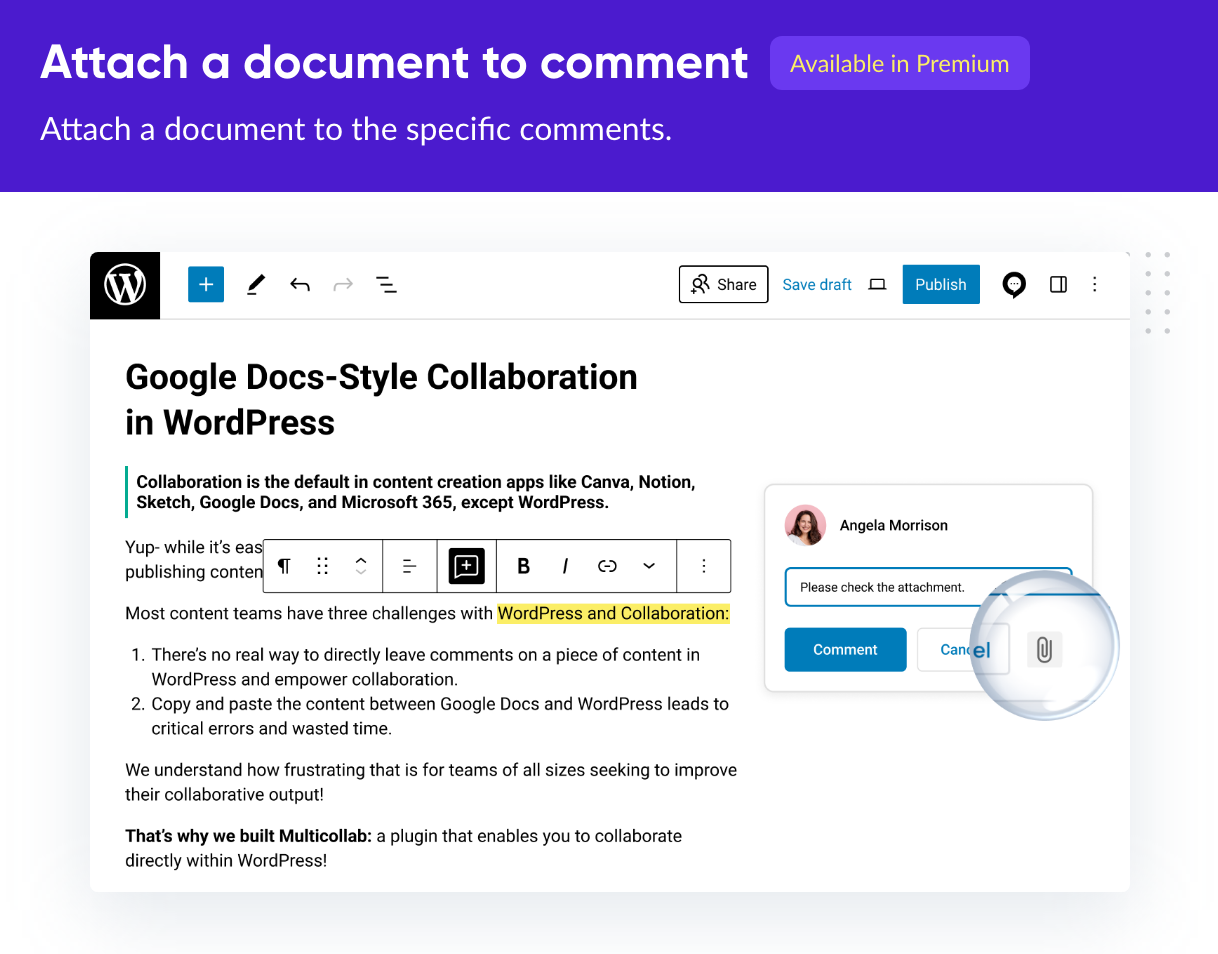 Attach a document to comment
Available in Premium
Attach a document to the specific comments.
Share
Save draft
Publish
Google Docs-Style Collaboration
in WordPress
Collaboration is the default in content creation apps like Canva, Notion,
Sketch, Google Docs, and Microsoft 365, except WordPress.
Yup- while it’s eas
publishing conten
B I
Most content teams have three challenges with WordPress and Collaboration:
1. There’s no real way to directly leave comments on a piece of content in
WordPress and empower collaboration.
2. Copy and paste the content between Google Docs and WordPress leads to
critical errors and wasted time.
We understand how frustrating that is for teams of all sizes seeking to improve
their collaborative output!
That’s why we built Multicollab: a plugin that enables you to collaborate
directly within WordPress!
Angela Morrison
Please check the attachment.
Comment
Cancel